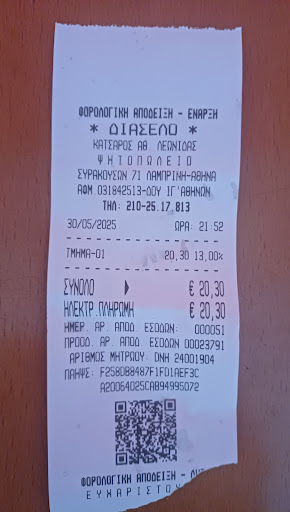 ΦΟΡΟΛΟΓΙΚΗ ΑΠΟΔΕΙΞΗ - ΕΝΑΡΞΗ
* ΔΙΑΣΕΛΟ *
ΚΑΤΣΑΡΟΣ ΑΘ. ΛΕΩΝΙΔΑΣ
ΨΗΤΟΠΩΛΕΙΟ
ΣΥΡΑΚΟΥΣΩΝ 71 ΛΑΜΠΡΙΝΗ-ΑΘΗΝΑ
ΑΦΜ 031842513-ΔΟΥ ΙΓ'ΑΘΗΝΩΝ
ΤΗΛ: 210-25.17.813
30/05/2025 ΩΡΑ: 21:52
ΤΜΗΜΑ-01 20,30 13,00%
ΣΥΝΟΛΟ € 20,30
ΗΛΕΚΤΡ.ΠΛΗΡΩΜΗ € 20,30
ΗΜΕΡ. ΑΡ. ΑΠΟΔ. ΕΣΟΔΩΝ: 000051
ΠΡΟΟΔ. ΑΡ. ΑΠΟΔ. ΕΣΟΔΩΝ 00023791
ΑΡΙΘΜΟΣ ΜΗΤΡΩΟΥ: DNH 24001904
ΠΑΗΨΣ: F2580B8487F1FD1AEF3C
A20064025CAB94995D72
ΦΟΡΟΛΟΓΙΚΗ ΑΠΟΔΕΙΞΗ -
ΕΥΧΑΡΙΣΤΟΥ